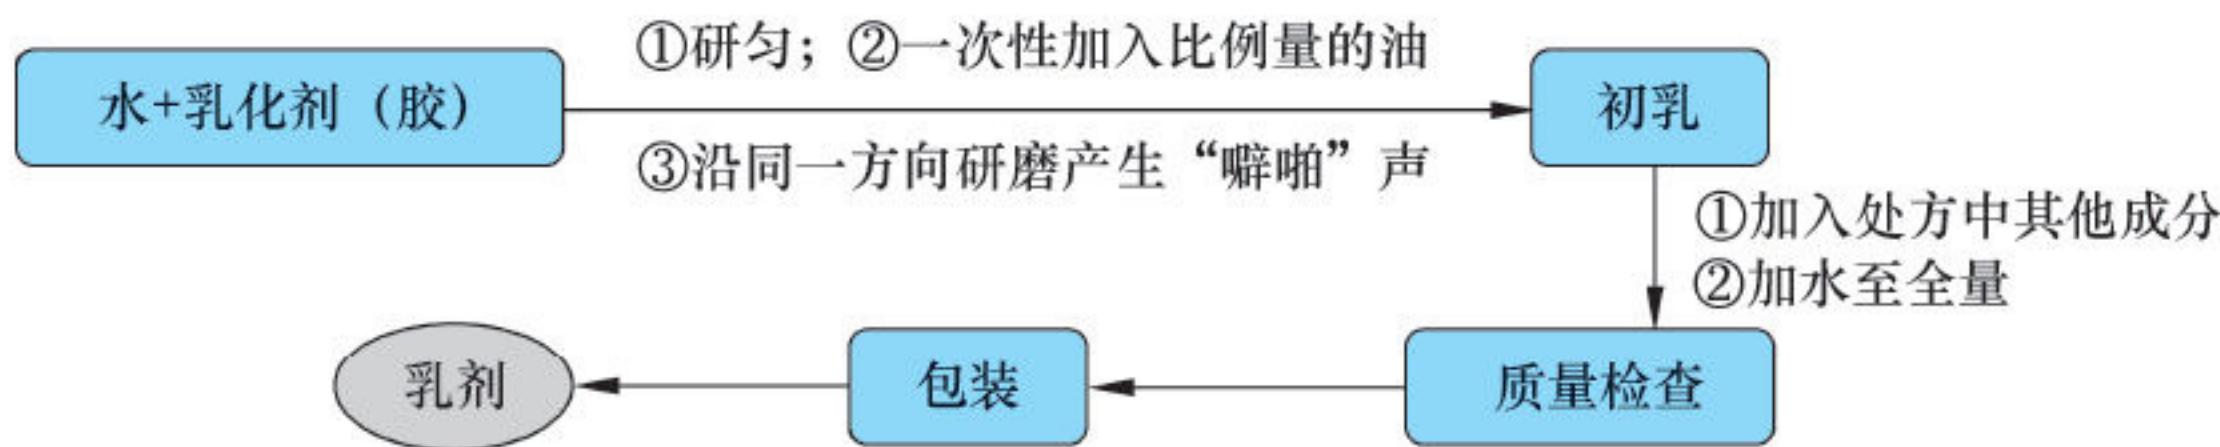 水+乳化剂（胶）
①研匀；②一次性加入比例量的油
③沿同一方向研磨产生“噼啪”声
初乳
①加入处方中其他成分
②加水至全量
质量检查
包装
乳剂